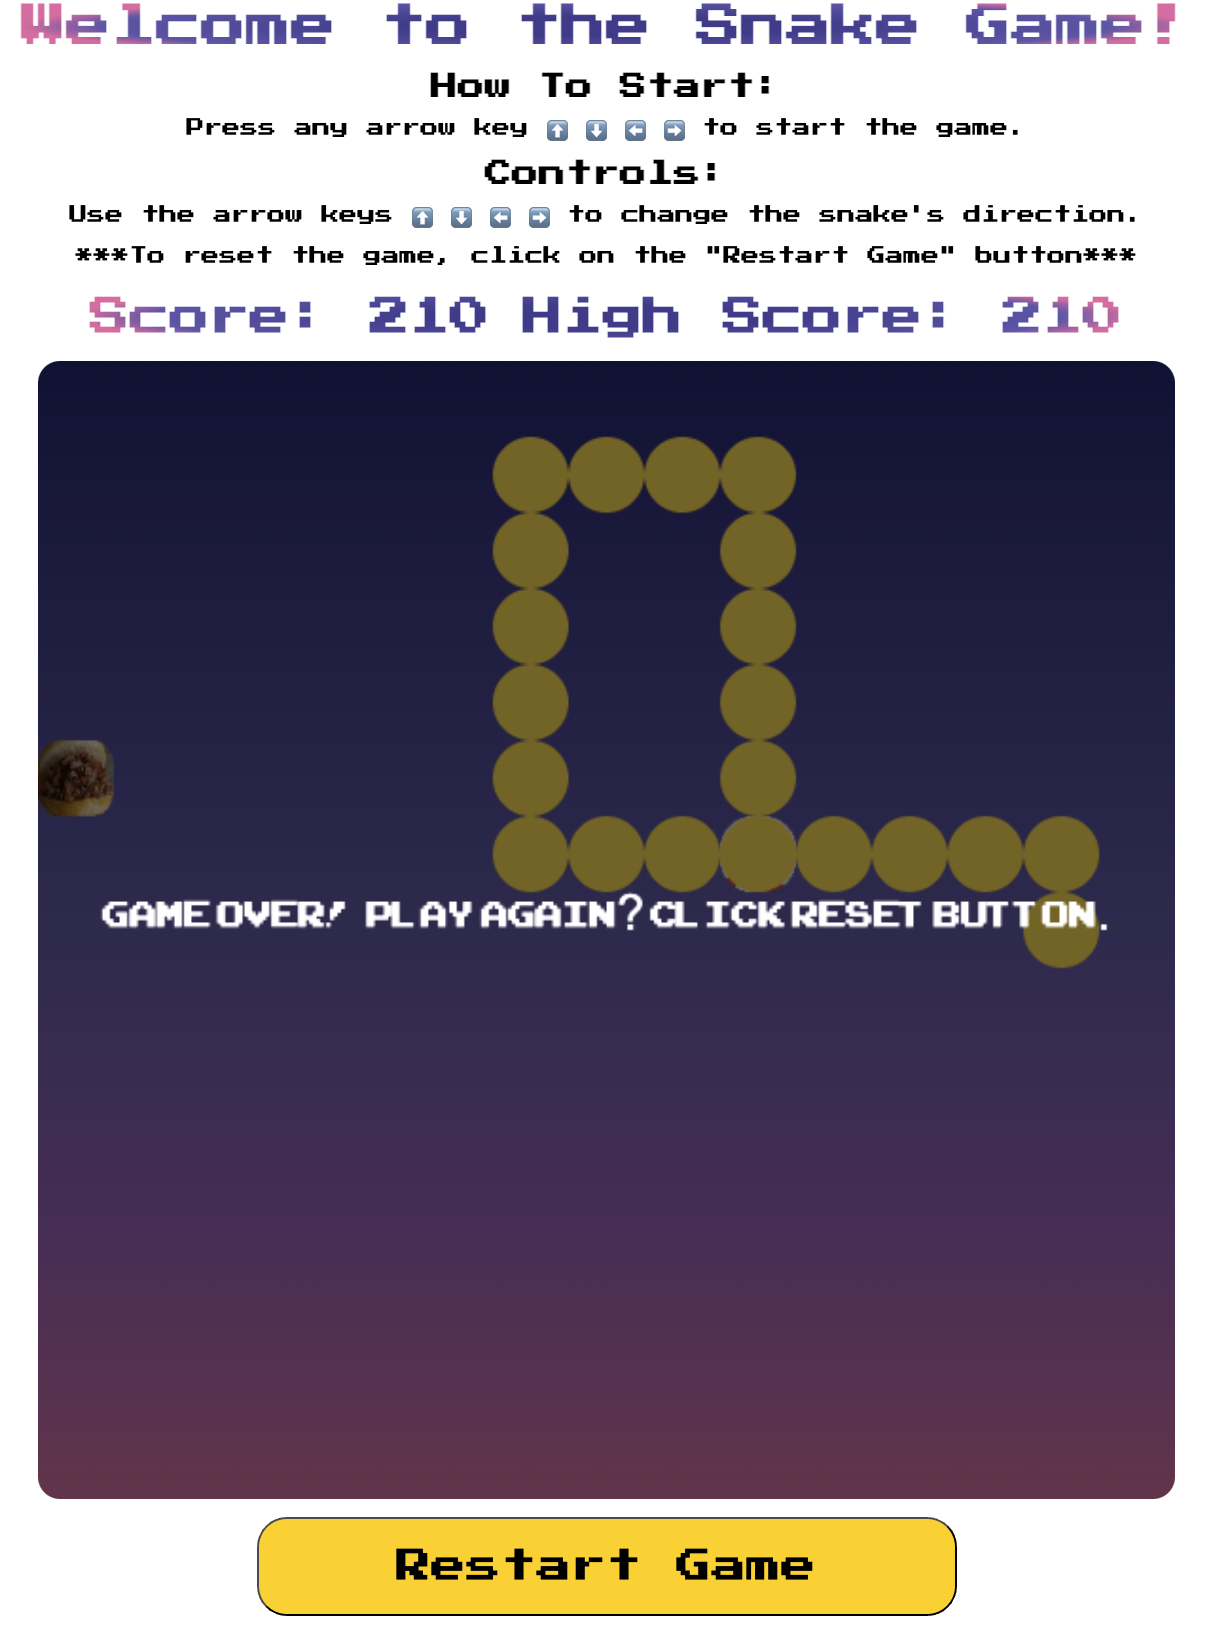 Welcome to the Snake Game!
How To Start:
Press any arrow key ⬆️ ⬇️ ⬅️ ➡️ to start the game.
Controls:
Use the arrow keys ⬆️ ⬇️ ⬅️ ➡️ to change the snake's direction.
***To reset the game, click on the "Restart Game" button***
Score: 210 High Score: 210
GAME OVER! PLAY AGAIN? CLICK RESET BUTTON.
Restart Game